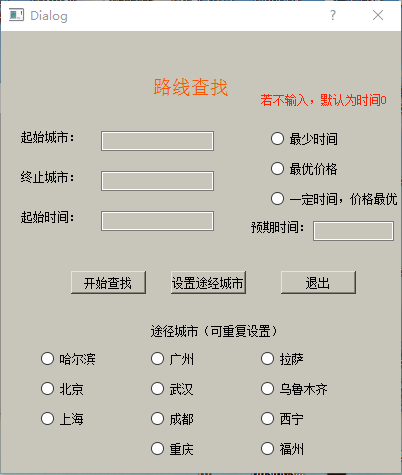 Dialog
路线查找
若不输入，默认为时间0
起始城市：
最少时间
最优价格
终止城市：
一定时间，价格最优
起始时间：
预期时间：
开始查找 设置途经城市 退出
途径城市（可重复设置）
哈尔滨 广州 拉萨
北京 武汉 乌鲁木齐
上海 成都 西宁
重庆 福州